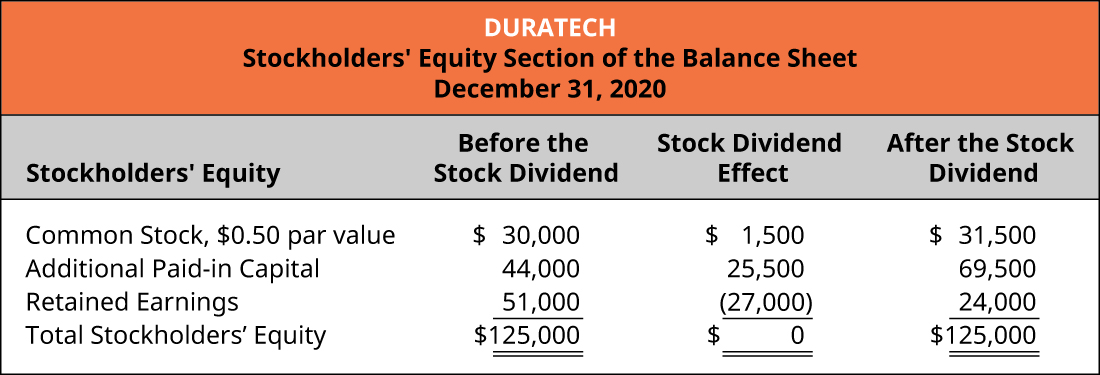 DURATECH
Stockholders' Equity Section of the Balance Sheet
December 31, 2020
Before the Stock Dividend After the Stock
Stockholders' Equity Stock Dividend Effect Dividend
Common Stock, $0.50 par value $ 30,000 $ 1,500 $ 31,500
Additional Paid-in Capital 44,000 25,500 69,500
Retained Earnings 51,000 (27,000) 24,000
Total Stockholders’ Equity $125,000 $ 0 $125,000